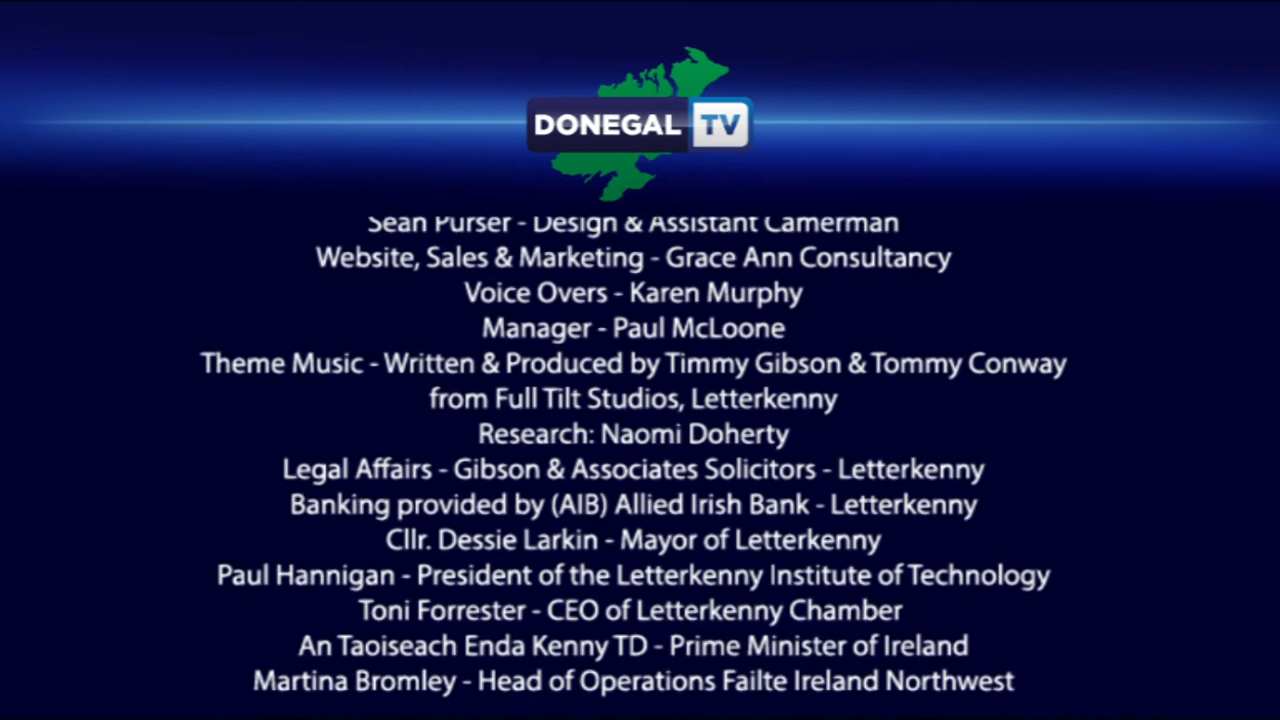 DONEGAL TV
Sean Purser - Design & Assistant Camerman
Website, Sales & Marketing - Grace Ann Consultancy
Voice Overs - Karen Murphy
Manager - Paul McLoone
Theme Music - Written & Produced by Timmy Gibson & Tommy Conway
from Full Tilt Studios, Letterkenny
Research: Naomi Doherty
Legal Affairs - Gibson & Associates Solicitors - Letterkenny
Banking provided by (AIB) Allied Irish Bank - Letterkenny
Cllr. Dessie Larkin - Mayor of Letterkenny
Paul Hannigan - President of the Letterkenny Institute of Technology
Toni Forrester - CEO of Letterkenny Chamber
An Taoiseach Enda Kenny TD - Prime Minister of Ireland
Martina Bromley - Head of Operations Failte Ireland Northwest